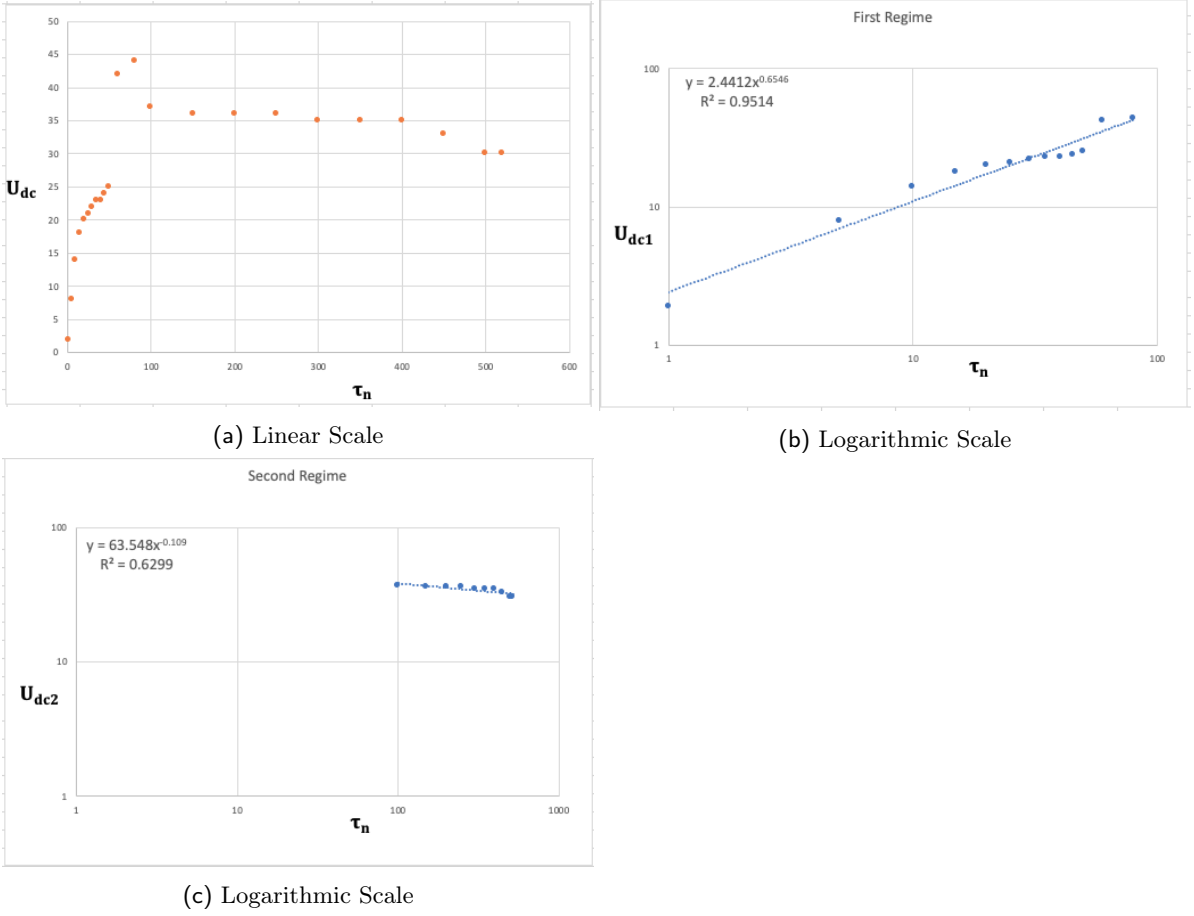 50
45
40
35
30
25
20
15
10
5
0
U_dc
0 100 200 300 400 500 600
τ_n
(a) Linear Scale
First Regime
y = 2.4412x^0.6546
R² = 0.9514
100
10
1
U_dc1
1 10 100
τ_n
(b) Logarithmic Scale
Second Regime
y = 63.548x^-0.109
R² = 0.6299
100
10
1
U_dc2
1 10 100 1000
τ_n
(c) Logarithmic Scale